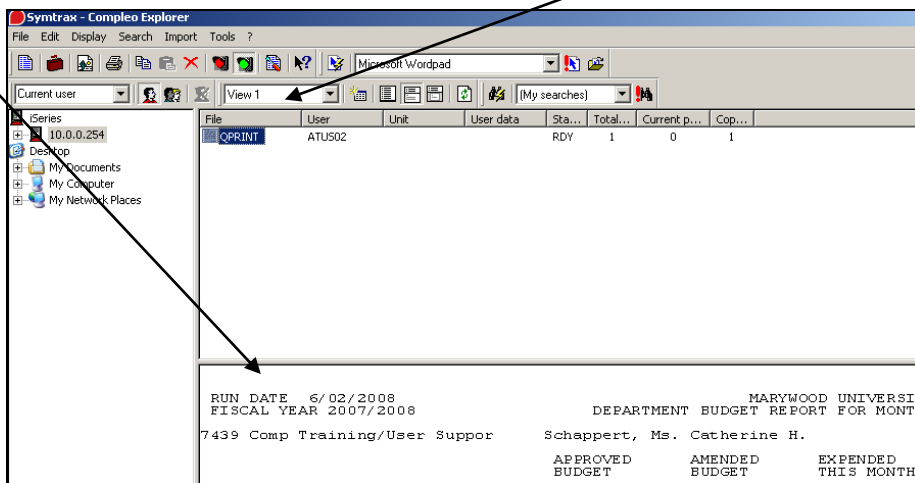 Symtrax - Compleo Explorer
File Edit Display Search Import Tools ?
Microsoft Wordpad
Current user View 1 (My searches)
iSeries
10.0.0.254
Desktop
My Documents
My Computer
My Network Places
File User Unit User data Sta... Total... Current p... Cop...
QPRINT ATUS02 RDY 1 0 1
RUN DATE 6/02/2008 MARYWOOD UNIVERSI
FISCAL YEAR 2007/2008 DEPARTMENT BUDGET REPORT FOR MONT
7439 Comp Training/User Suppor Schappert, Ms. Catherine H.
APPROVED AMENDED EXPENDED
BUDGET BUDGET THIS MONTH